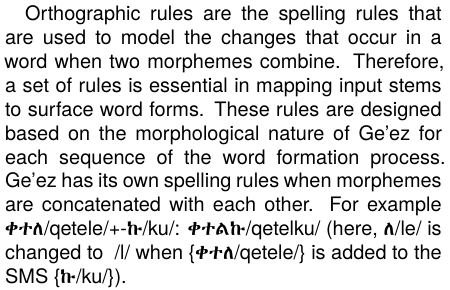 Orthographic rules are the spelling rules that
are used to model the changes that occur in a
word when two morphemes combine. Therefore,
a set of rules is essential in mapping input stems
to surface word forms. These rules are designed
based on the morphological nature of Ge'ez for
each sequence of the word formation process.
Ge'ez has its own spelling rules when morphemes
are concatenated with each other. For example
ቀተለ/qetele/+-ኩ/ku/: ቀተልኩ/qetelku/ (here, ለ/le/ is
changed to /l/ when {ቀተለ/qetele/} is added to the
SMS {ኩ/ku/}).